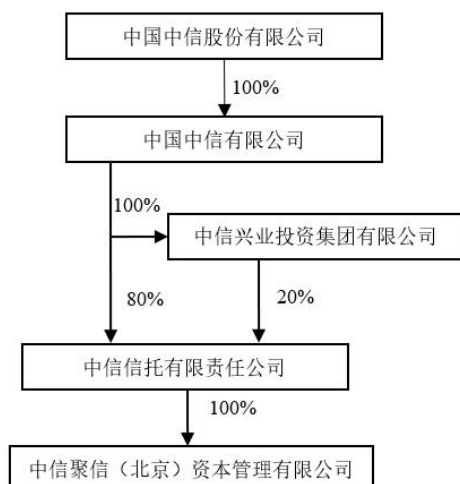 中国中信股份有限公司
100%
中国中信有限公司
100%
中信兴业投资集团有限公司
80%
20%
中信信托有限责任公司
100%
中信聚信（北京）资本管理有限公司